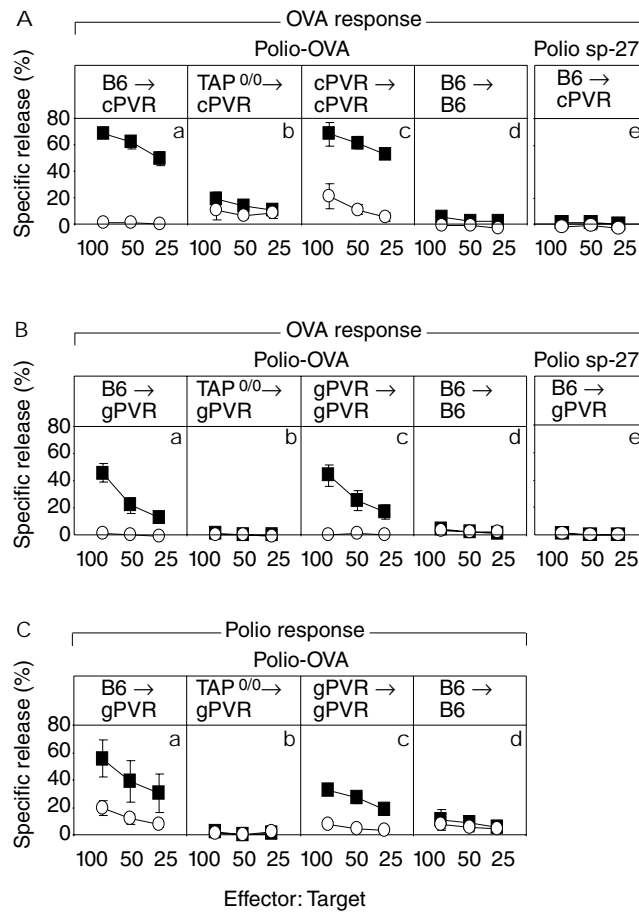 A
OVA response
Polio-OVA Polio sp-27
B6 → cPVR
TAP 0/0→ cPVR
cPVR → cPVR
B6 → B6
B6 → cPVR
Specific release (%)
80
60
40
20
0
a b c d e
100 50 25 100 50 25 100 50 25 100 50 25 100 50 25
B
OVA response
Polio-OVA Polio sp-27
B6 → gPVR
TAP 0/0→ gPVR
gPVR → gPVR
B6 → B6
B6 → gPVR
Specific release (%)
80
60
40
20
0
a b c d e
100 50 25 100 50 25 100 50 25 100 50 25 100 50 25
C
Polio response
Polio-OVA
B6 → gPVR
TAP 0/0→ gPVR
gPVR → gPVR
B6 → B6
Specific release (%)
80
60
40
20
0
a b c d
100 50 25 100 50 25 100 50 25 100 50 25
Effector: Target